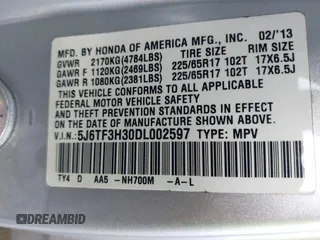 MFD. BY HONDA OF AMERICA MFG., INC. 02/'13
TIRE SIZE RIM SIZE
GVWR 2170KG(4784LBS)
GAWR F 1120KG(2469LBS) 225/65R17 102T 17X6.5J
GAWR R 1080KG(2381LBS) 225/65R17 102T 17X6.5J
THIS VEHICLE CONFORMS TO ALL APPLICABLE
FEDERAL MOTOR VEHICLE SAFETY
AND THEFT PREVENTION STANDARDS IN EFFECT ON
THE DATE OF MANUFACTURE SHOWN ABOVE.
V.I.N.:5J6TF3H30DL002597 TYPE: MPV
TY4 D AA5 -NH700M -A-L
DREAMBID